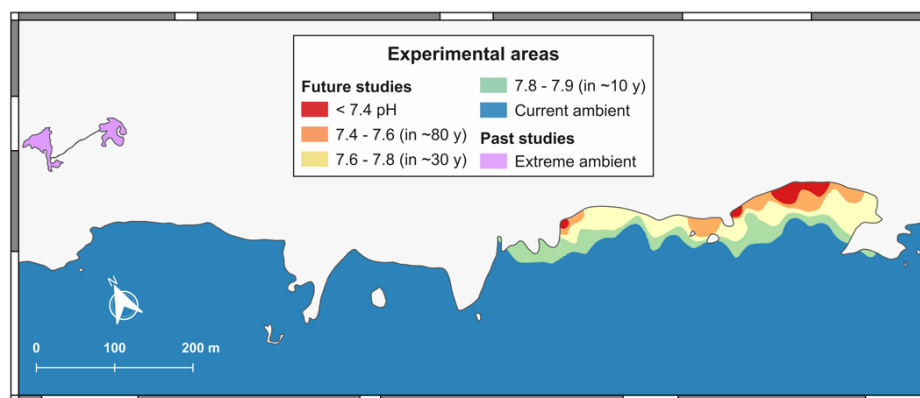 Experimental areas
Future studies
< 7.4 pH
7.4 - 7.6 (in ~80 y)
7.6 - 7.8 (in ~30 y)
7.8 - 7.9 (in ~10 y)
Current ambient
Past studies
Extreme ambient
N
0 100 200 m